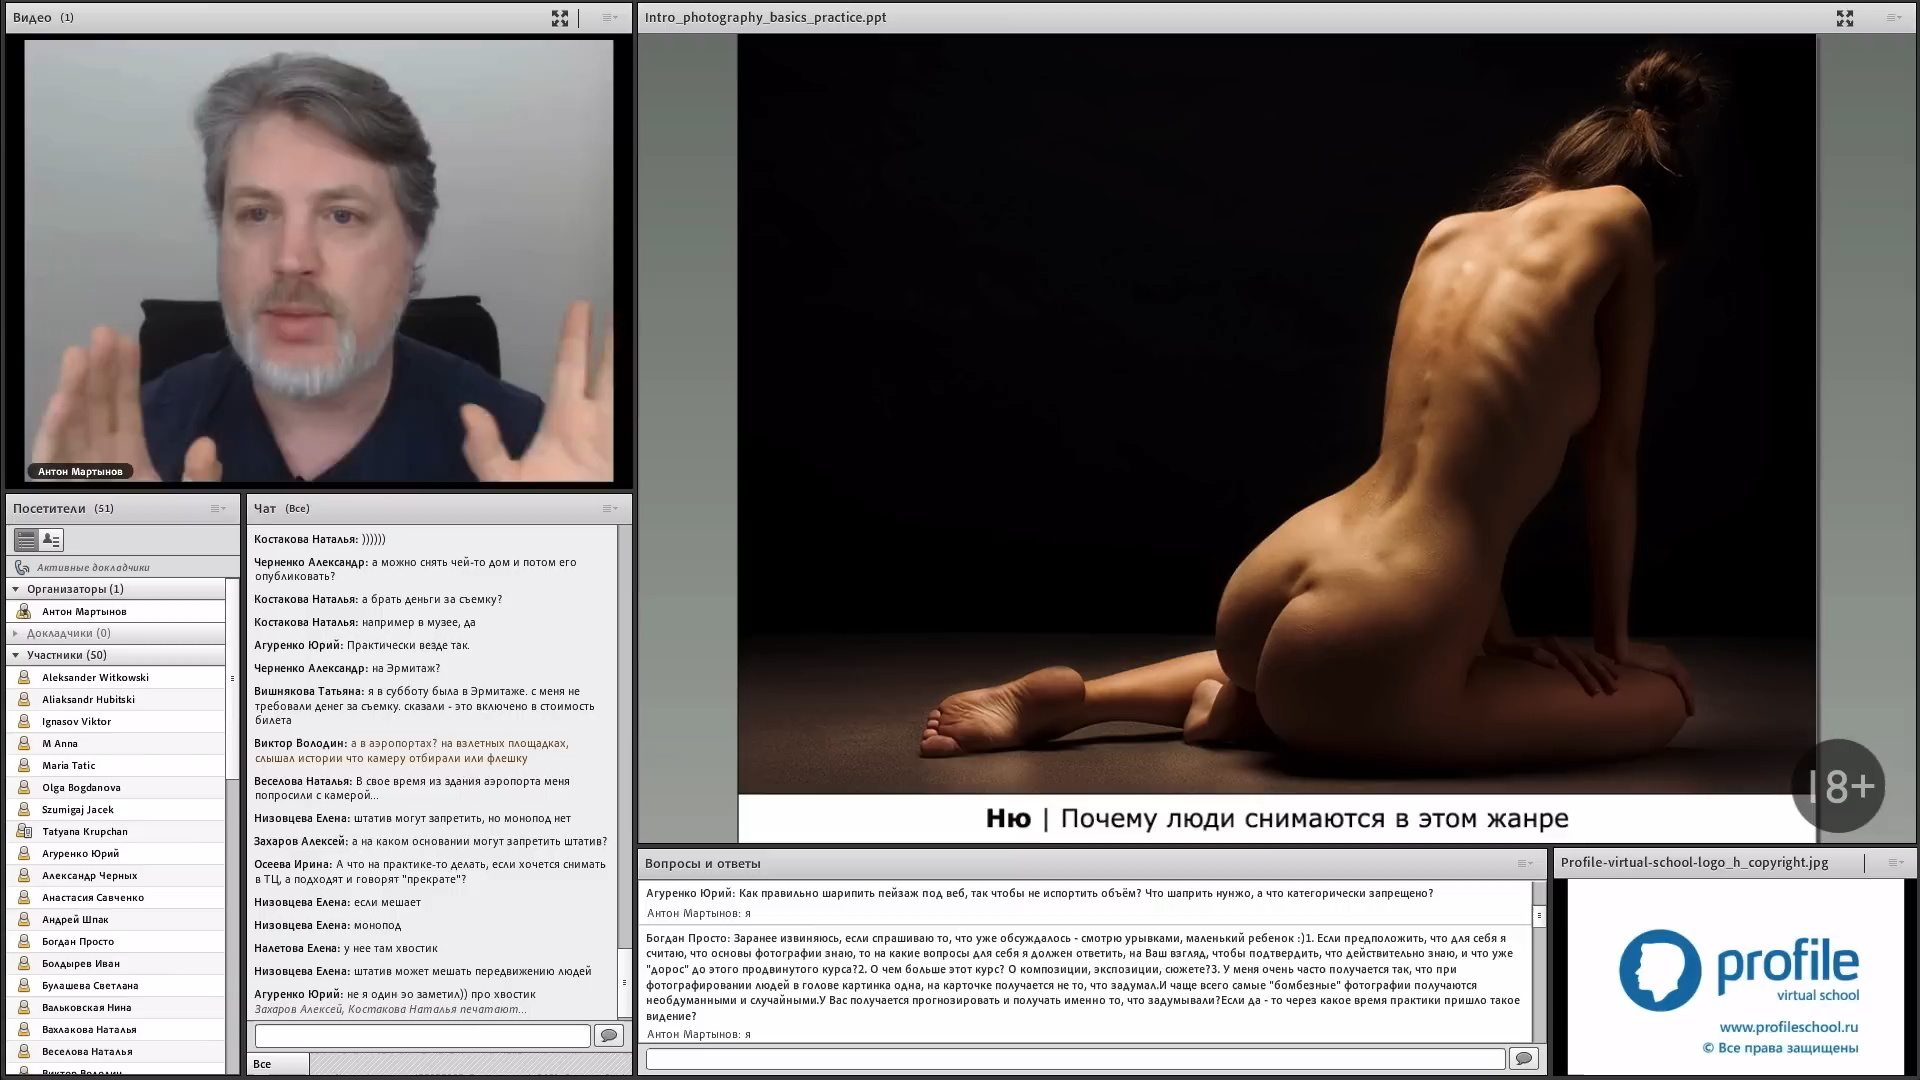 Видео (1)
Антон Мартынов
Посетители (51)
Активные докладчики
Организаторы (1)
Антон Мартынов
Докладчики (0)
Участники (50)
Aleksander Witkowski
Aliaksandr Hubitski
Ignasov Viktor
M Anna
Maria Tatic
Olga Bogdanova
Szumigaj Jacek
Tatyana Krupchan
Агуренко Юрий
Александр Черных
Анастасия Савченко
Андрей Шпак
Богдан Просто
Болдырев Иван
Булашева Светлана
Вальковская Нина
Вахлакова Наталья
Веселова Наталья
Виктор Володин
Чат (Все)
Костакова Наталья: ))))))
Черненко Александр: а можно снять чей-то дом и потом его
опубликовать?
Костакова Наталья: а брать деньги за съемку?
Костакова Наталья: например в музее, да
Агуренко Юрий: Практически везде так.
Черненко Александр: на Эрмитаж?
Вишнякова Татьяна: я в субботу была в Эрмитаже. с меня не
требовали денег за съемку. сказали - это включено в стоимость
билета
Виктор Володин: а в аэропортах? на взлетных площадках,
слышал истории что камеру отбирали или флешку
Веселова Наталья: В свое время из здания аэропорта меня
попросили с камерой...
Низовцева Елена: штатив могут запретить, но монопод нет
Захаров Алексей: а на каком основании могут запретить штатив?
Осеева Ирина: А что на практике-то делать, если хочется снимать
в ТЦ, а подходят и говорят "прекрате"?
Низовцева Елена: если мешает
Низовцева Елена: монопод
Налетова Елена: у нее там хвостик
Низовцева Елена: штатив может мешать передвижению людей
Агуренко Юрий: не я один эо заметил)) про хвостик
Захаров Алексей, Костакова Наталья печатают...
Все
Intro_photography_basics_practice.ppt
18+
Ню | Почему люди снимаются в этом жанре
Вопросы и ответы
Агуренко Юрий: Как правильно шарипить пейзаж под веб, так чтобы не испортить объём? Что шаприть нунжо, а что категорически запрещено?
Антон Мартынов: я
Богдан Просто: Заранее извиняюсь, если спрашиваю то, что уже обсуждалось - смотрю урывками, маленький ребенок :)1. Если предположить, что для себя я
считаю, что основы фотографии знаю, то на какие вопросы для себя я должен ответить, на Ваш взгляд, чтобы подтвердить, что действительно знаю, и что уже
"дорос" до этого продвинутого курса?2. О чем больше этот курс? О композиции, экспозиции, сюжете?3. У меня очень часто получается так, что при
фотографировании людей в голове картинка одна, на карточке получается не то, что задумал.И чаще всего самые "бомбезные" фотографии получаются
необдуманными и случайными.У Вас получается прогнозировать и получать именно то, что задумывали?Если да - то через какое время практики пришло такое
видение?
Антон Мартынов: я
Profile-virtual-school-logo_h_copyright.jpg
profile
virtual school
www.profileschool.ru
© Все права защищены